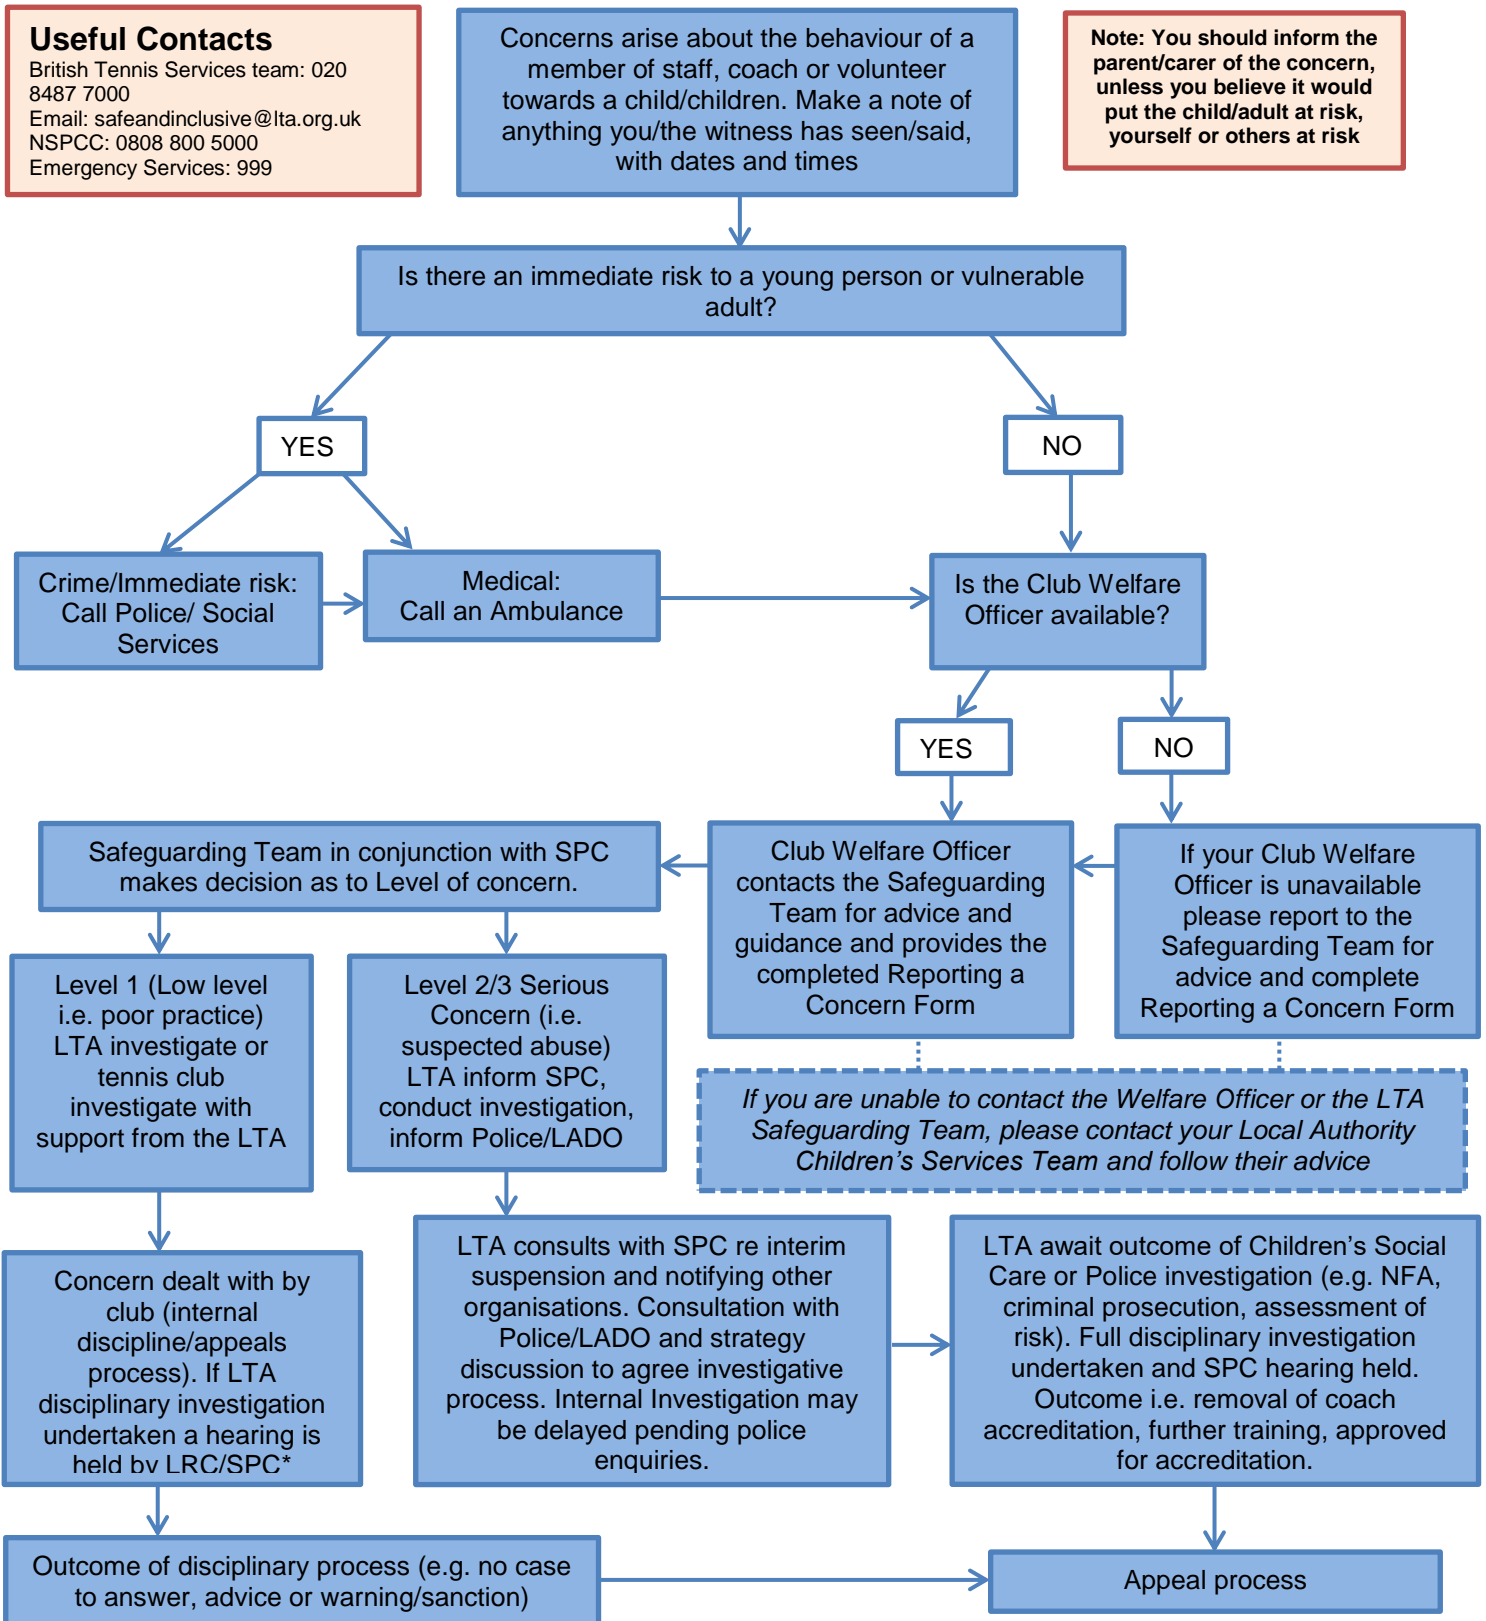 Useful Contacts
British Tennis Services team: 020
8487 7000
Email: safeandinclusive@lta.org.uk
NSPCC: 0808 800 5000
Emergency Services: 999
Concerns arise about the behaviour of a
member of staff, coach or volunteer
towards a child/children. Make a note of
anything you/the witness has seen/said,
with dates and times
Note: You should inform the
parent/carer of the concern,
unless you believe it would
put the child/adult at risk,
yourself or others at risk
Is there an immediate risk to a young person or vulnerable
adult?
YES
NO
Crime/Immediate risk:
Call Police/ Social
Services
Medical:
Call an Ambulance
Is the Club Welfare
Officer available?
YES
NO
Safeguarding Team in conjunction with SPC
makes decision as to Level of concern.
Club Welfare Officer
contacts the Safeguarding
Team for advice and
guidance and provides the
completed Reporting a
Concern Form
If your Club Welfare
Officer is unavailable
please report to the
Safeguarding Team for
advice and complete
Reporting a Concern Form
Level 1 (Low level
i.e. poor practice)
LTA investigate or
tennis club
investigate with
support from the LTA
Level 2/3 Serious
Concern (i.e.
suspected abuse)
LTA inform SPC,
conduct investigation,
inform Police/LADO
If you are unable to contact the Welfare Officer or the LTA
Safeguarding Team, please contact your Local Authority
Children’s Services Team and follow their advice
Concern dealt with by
club (internal
discipline/appeals
process). If LTA
disciplinary investigation
undertaken a hearing is
held by LRC/SPC*
LTA consults with SPC re interim
suspension and notifying other
organisations. Consultation with
Police/LADO and strategy
discussion to agree investigative
process. Internal Investigation may
be delayed pending police
enquiries.
LTA await outcome of Children’s Social
Care or Police investigation (e.g. NFA,
criminal prosecution, assessment of
risk). Full disciplinary investigation
undertaken and SPC hearing held.
Outcome i.e. removal of coach
accreditation, further training, approved
for accreditation.
Outcome of disciplinary process (e.g. no case
to answer, advice or warning/sanction)
Appeal process